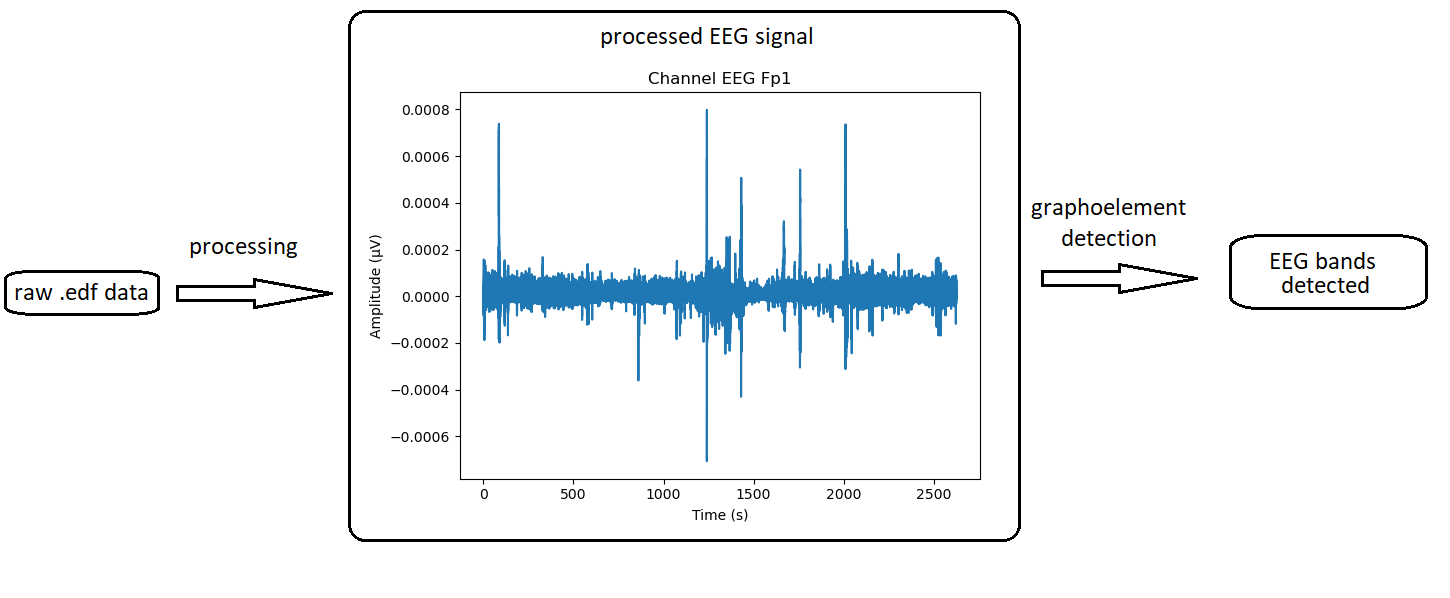 raw .edf data
processing
processed EEG signal
Channel EEG Fp1
Amplitude (µV)
0.0008
0.0006
0.0004
0.0002
0.0000
−0.0002
−0.0004
−0.0006
0 500 1000 1500 2000 2500
Time (s)
graphoelement
detection
EEG bands
detected